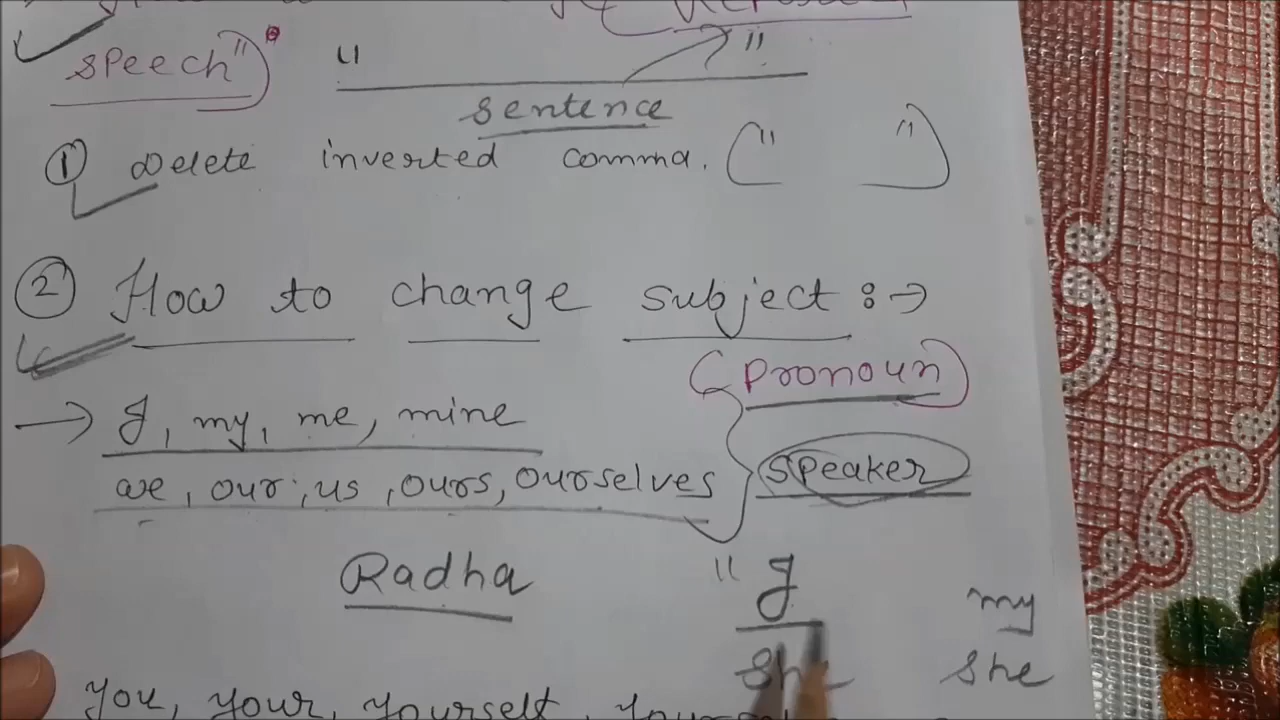 speech"
" "
sentence
① Delete inverted comma. (" ")
② How to change subject :→
(Pronoun)
→ I, my, me, mine
we, our, us, ours, ourselves
speaker
Radha "I my
She She
you, your, yourself,